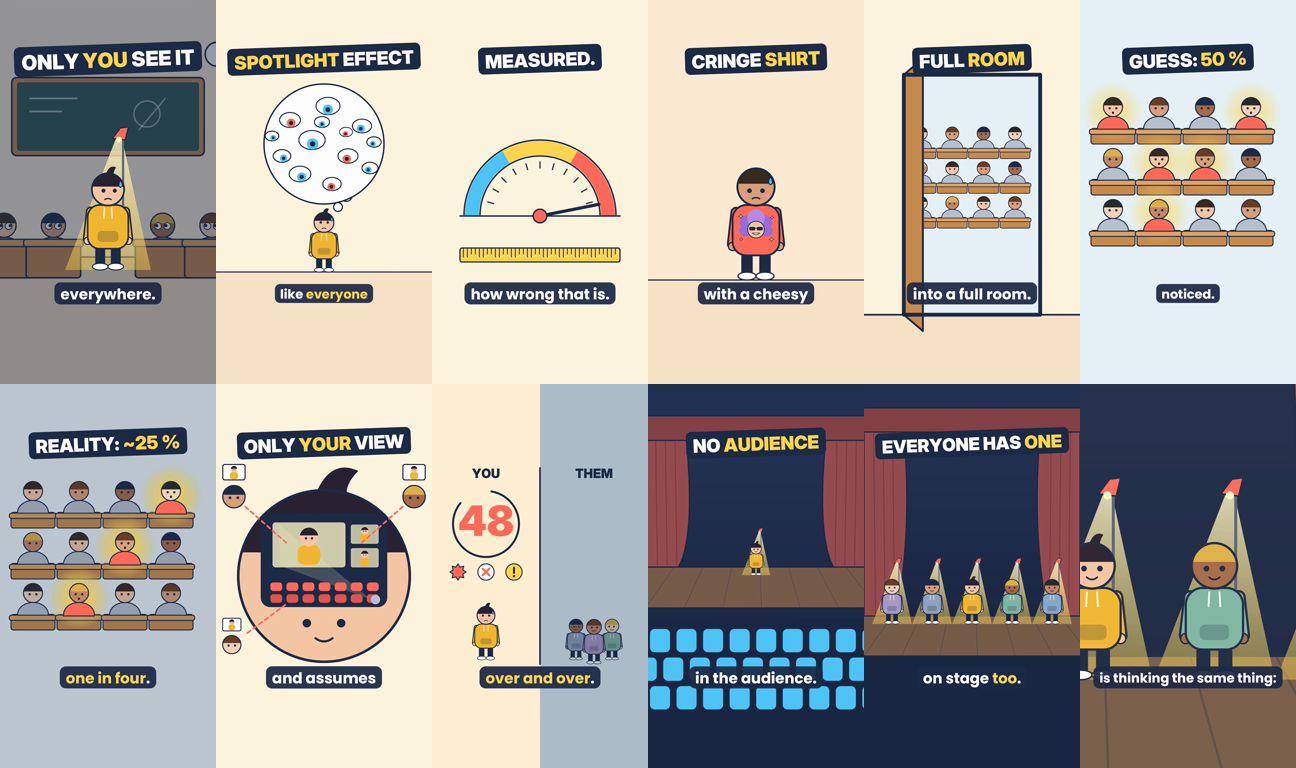 ONLY YOU SEE IT
everywhere.
SPOTLIGHT EFFECT
like everyone
MEASURED.
how wrong that is.
CRINGE SHIRT
with a cheesy
FULL ROOM
into a full room.
GUESS: 50 %
noticed.
REALITY: ~25 %
one in four.
ONLY YOUR VIEW
and assumes
YOU
THEM
48
over and over.
NO AUDIENCE
in the audience.
EVERYONE HAS ONE
on stage too.
is thinking the same thing: